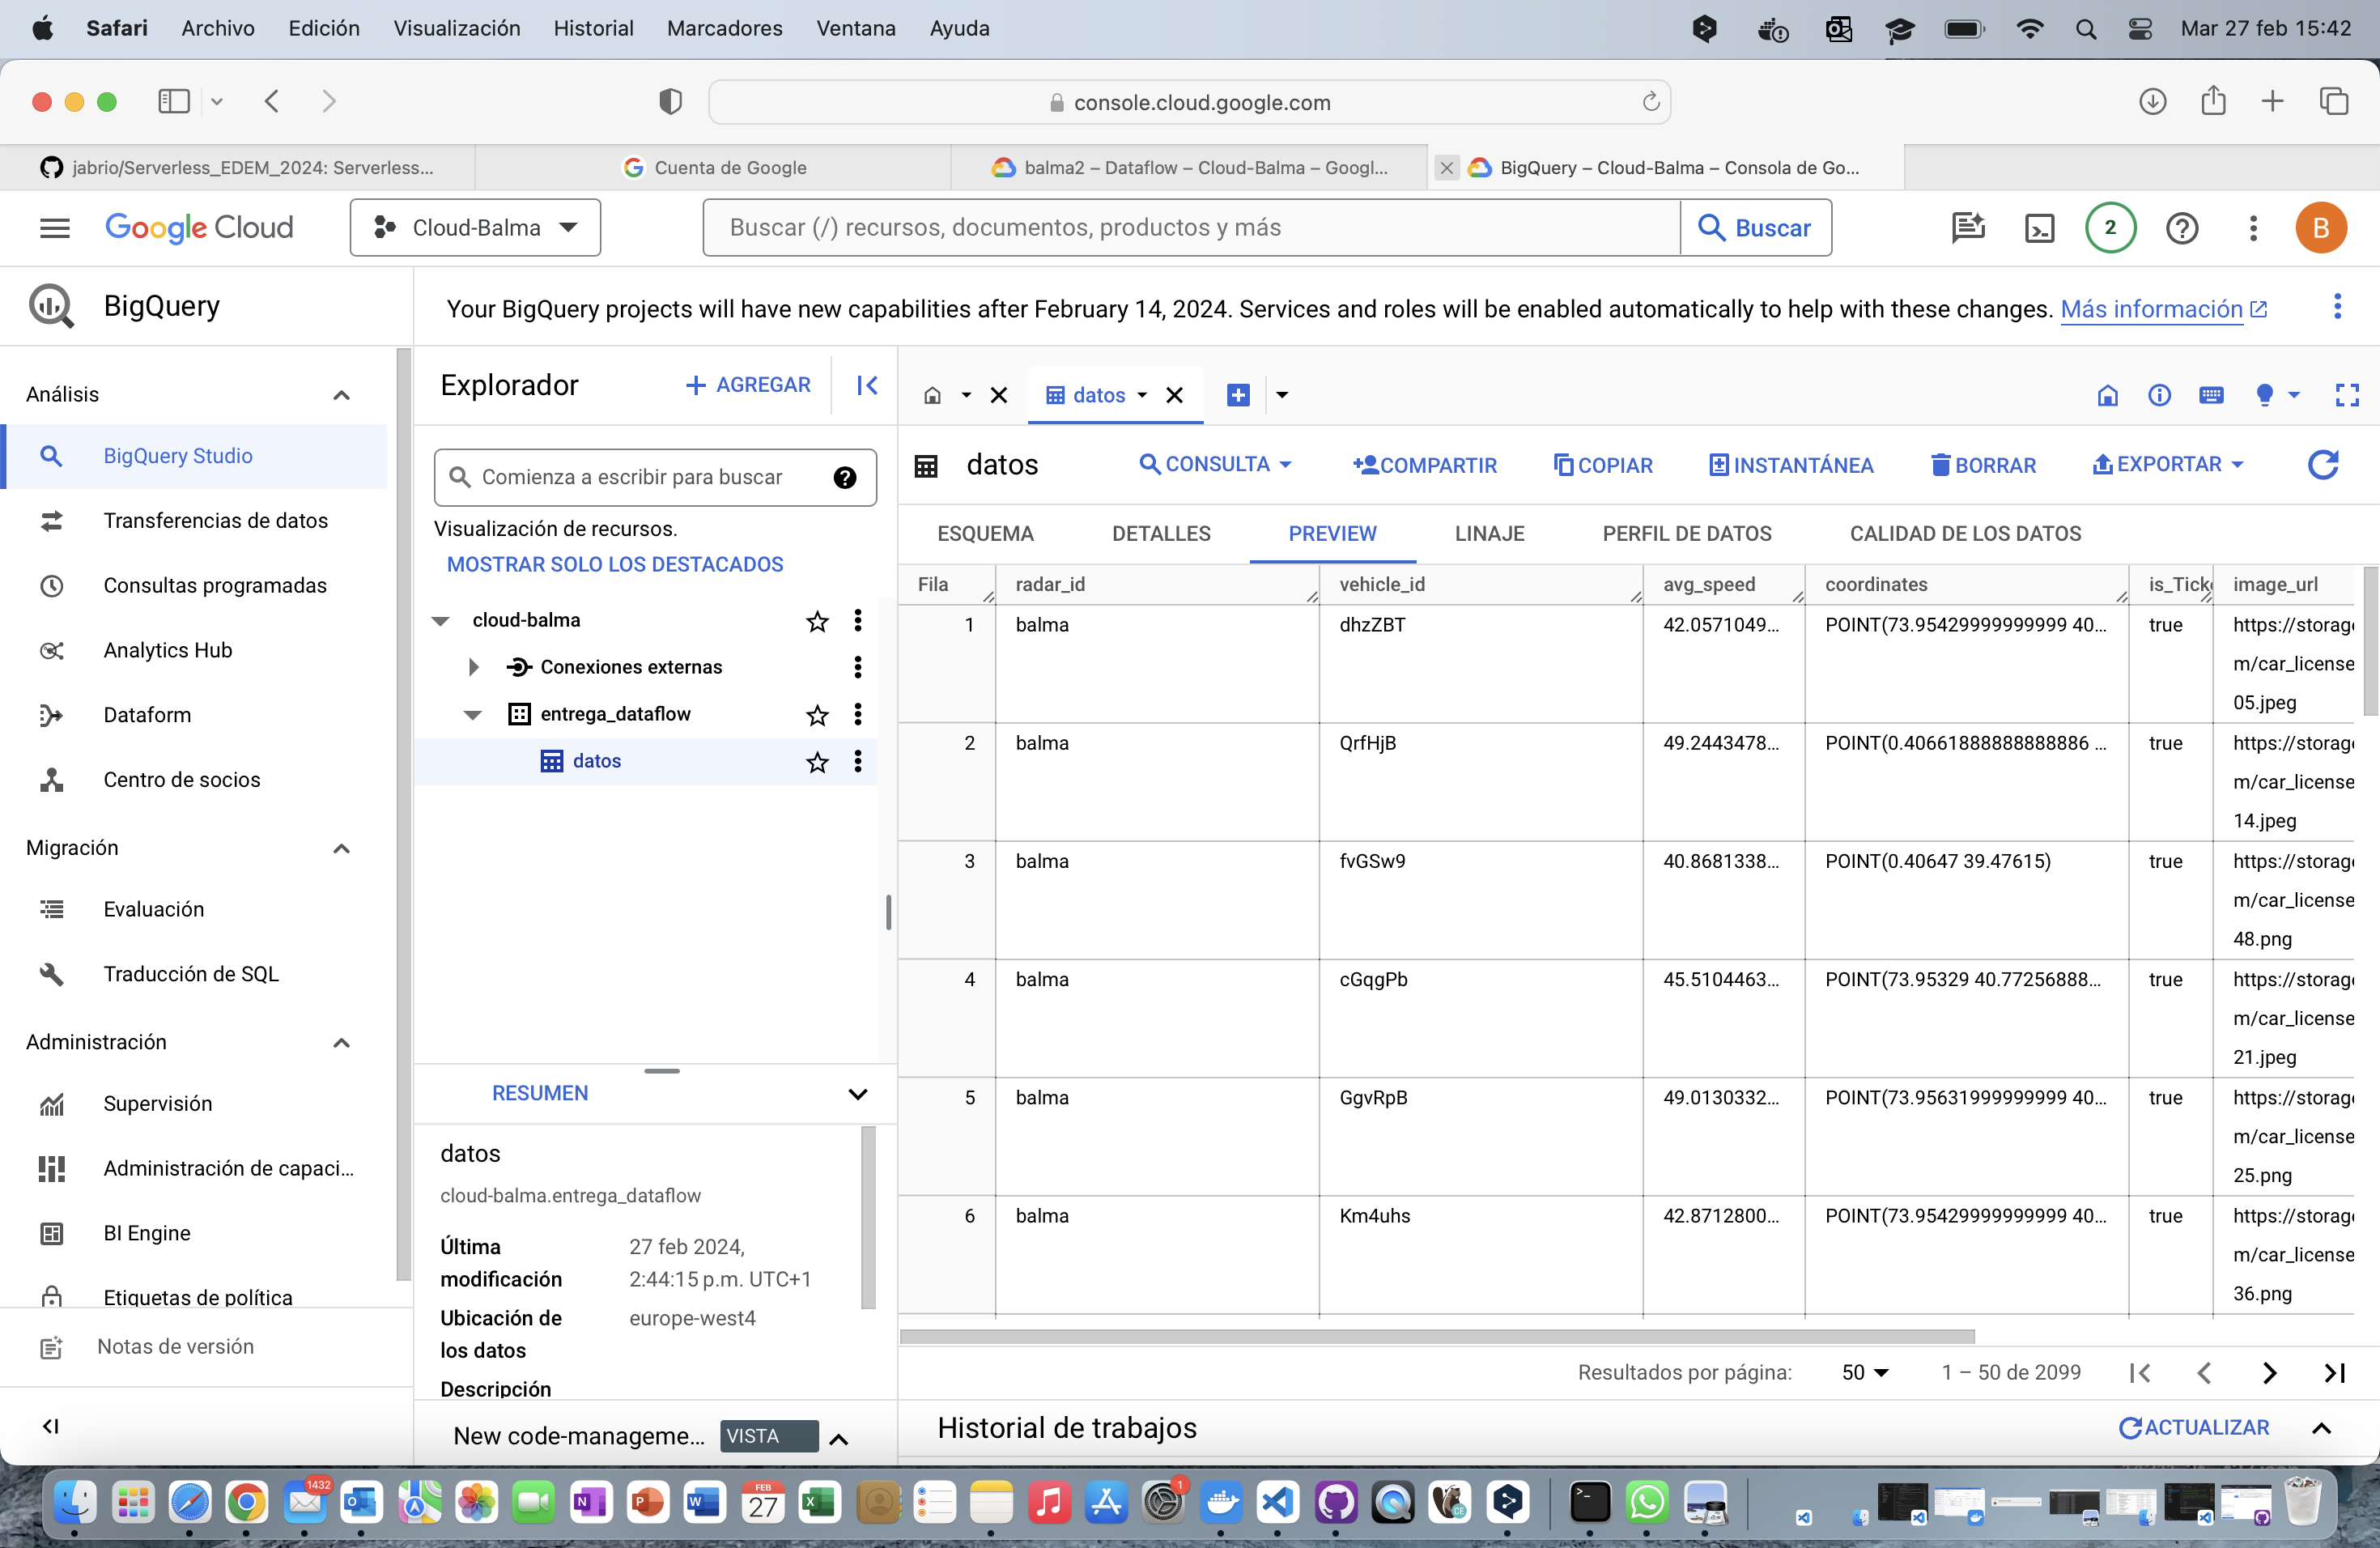 Safari Archivo Edición Visualización Historial Marcadores Ventana Ayuda Mar 27 feb 15:42
console.cloud.google.com
jabrio/Serverless_EDEM_2024: Serverless... Cuenta de Google balma2 – Dataflow – Cloud-Balma – Googl... BigQuery – Cloud-Balma – Consola de Go...
Google Cloud Cloud-Balma Buscar (/) recursos, documentos, productos y más Buscar 2 B
BigQuery
Your BigQuery projects will have new capabilities after February 14, 2024. Services and roles will be enabled automatically to help with these changes. Más información
Análisis
BigQuery Studio
Transferencias de datos
Consultas programadas
Analytics Hub
Dataform
Centro de socios
Migración
Evaluación
Traducción de SQL
Administración
Supervisión
Administración de capaci...
BI Engine
Etiquetas de política
Notas de versión
Explorador AGREGAR
Comienza a escribir para buscar
Visualización de recursos.
MOSTRAR SOLO LOS DESTACADOS
cloud-balma
Conexiones externas
entrega_dataflow
datos
RESUMEN
datos
cloud-balma.entrega_dataflow
Última modificación 27 feb 2024, 2:44:15 p.m. UTC+1
Ubicación de los datos europe-west4
Descripción
New code-manageme... VISTA
datos
datos CONSULTA COMPARTIR COPIAR INSTANTÁNEA BORRAR EXPORTAR
ESQUEMA DETALLES PREVIEW LINAJE PERFIL DE DATOS CALIDAD DE LOS DATOS
Fila radar_id vehicle_id avg_speed coordinates is_Ticke image_url
1 balma dhzZBT 42.0571049... POINT(73.95429999999999 40... true https://storage
m/car_license
05.jpeg
2 balma QrfHjB 49.2443478... POINT(0.40661888888888886 ... true https://storage
m/car_license
14.jpeg
3 balma fvGSw9 40.8681338... POINT(0.40647 39.47615) true https://storage
m/car_license
48.png
4 balma cGqgPb 45.5104463... POINT(73.95329 40.77256888... true https://storage
m/car_license
21.jpeg
5 balma GgvRpB 49.0130332... POINT(73.95631999999999 40... true https://storage
m/car_license
25.png
6 balma Km4uhs 42.8712800... POINT(73.95429999999999 40... true https://storage
m/car_license
36.png
Resultados por página: 50 1 – 50 de 2099
Historial de trabajos ACTUALIZAR
1432 FEB 27 1